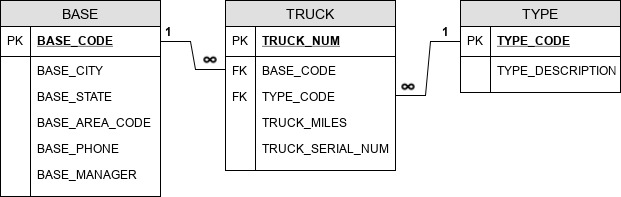 BASE
PK BASE_CODE
BASE_CITY
BASE_STATE
BASE_AREA_CODE
BASE_PHONE
BASE_MANAGER
1
∞
TRUCK
PK TRUCK_NUM
FK BASE_CODE
FK TYPE_CODE
TRUCK_MILES
TRUCK_SERIAL_NUM
1
∞
TYPE
PK TYPE_CODE
TYPE_DESCRIPTION